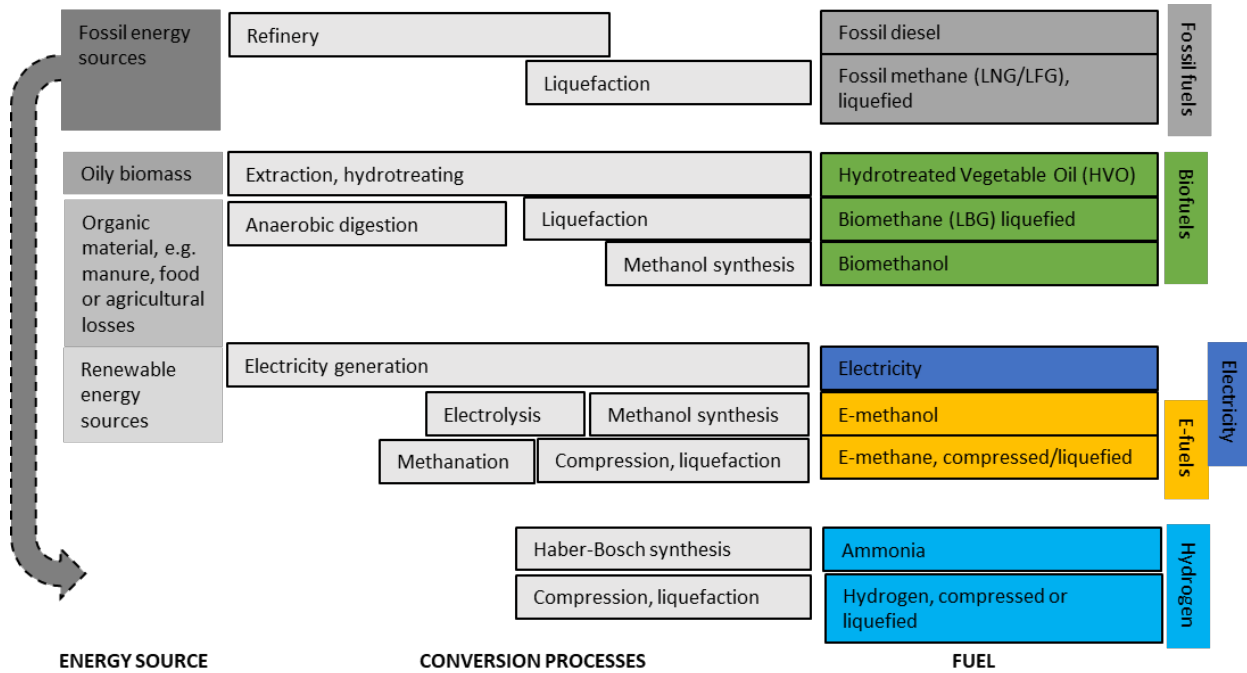 Fossil energy
sources
Refinery
Liquefaction
Fossil diesel
Fossil methane (LNG/LFG),
liquefied
Fossil fuels
Oily biomass
Extraction, hydrotreating
Hydrotreated Vegetable Oil (HVO)
Organic
material, e.g.
manure, food
or agricultural
losses
Anaerobic digestion
Liquefaction
Biomethane (LBG) liquefied
Methanol synthesis
Biomethanol
Biofuels
Renewable
energy
sources
Electricity generation
Electricity
Electricity
Electrolysis
Methanol synthesis
E-methanol
Methanation
Compression, liquefaction
E-methane, compressed/liquefied
E-fuels
Haber-Bosch synthesis
Ammonia
Compression, liquefaction
Hydrogen, compressed or
liquefied
Hydrogen
ENERGY SOURCE
CONVERSION PROCESSES
FUEL